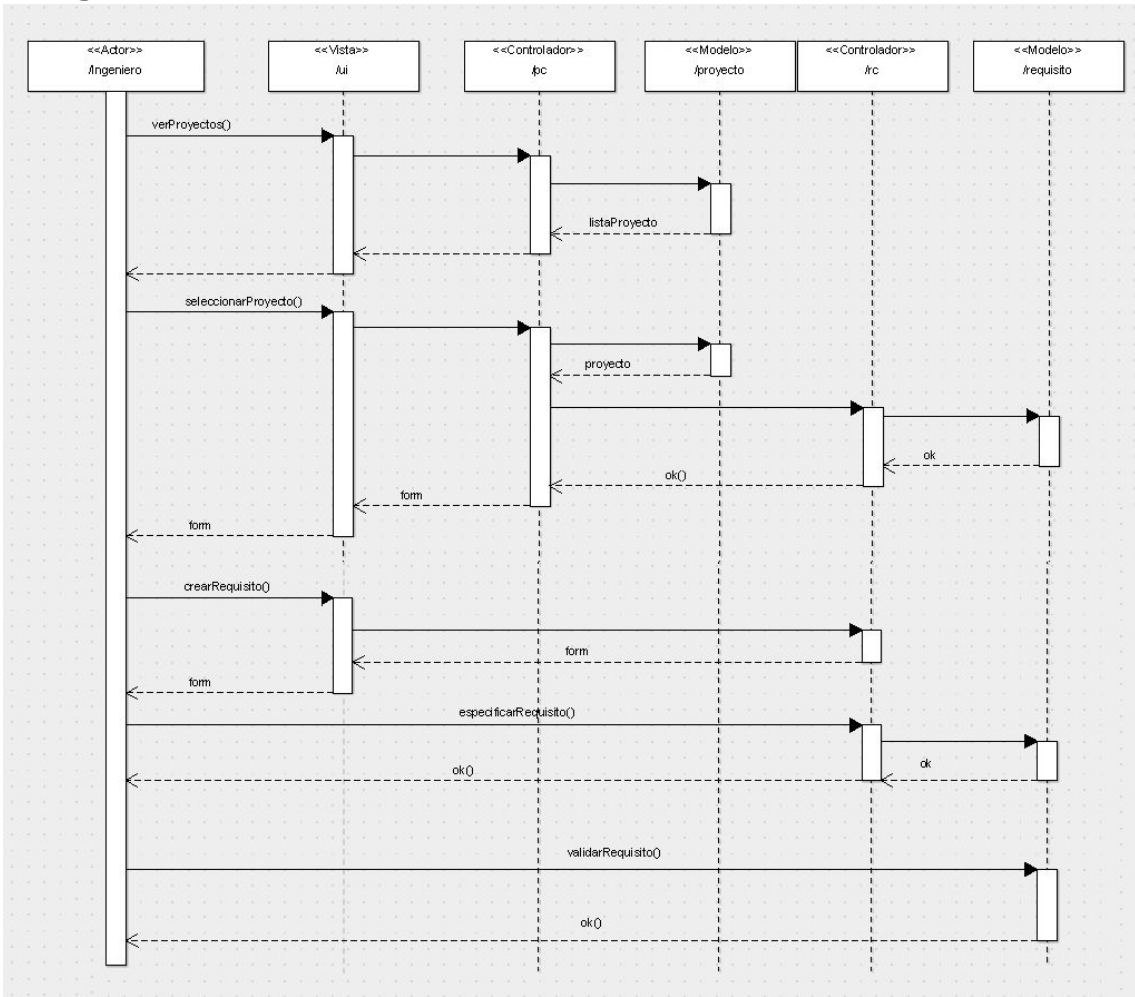 <<Actor>>
/Ingeniero
<<Vista>>
/ui
<<Controlador>>
/pc
<<Modelo>>
/proyecto
<<Controlador>>
/rc
<<Modelo>>
/requisito
verProyectos()
listaProyecto
seleccionarProyecto()
proyecto
ok
ok()
form
form
crearRequisito()
form
form
especificarRequisito()
ok
ok()
validarRequisito()
ok()